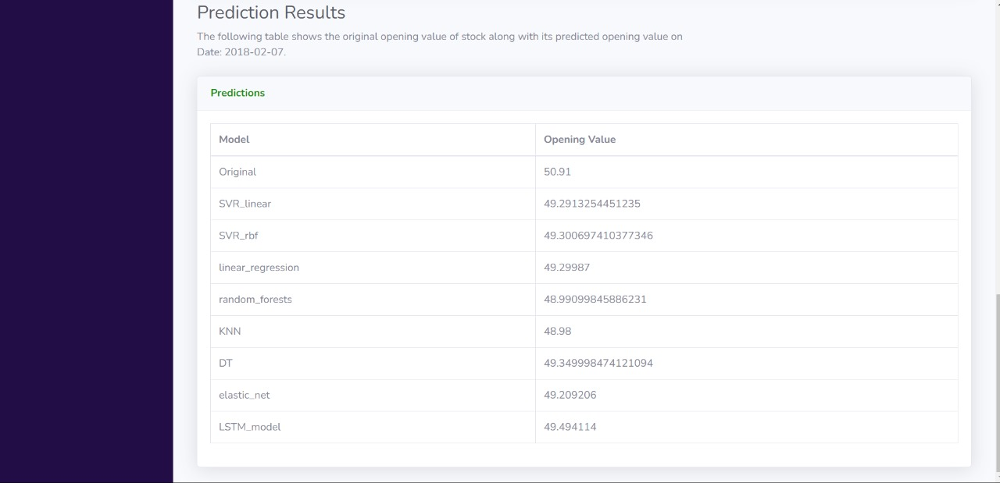 Prediction Results
The following table shows the original opening value of stock along with its predicted opening value on
Date: 2018-02-07.
Predictions
Model Opening Value
Original 50.91
SVR_linear 49.2913254451235
SVR_rbf 49.300697410377346
linear_regression 49.29987
random_forests 48.99099845886231
KNN 48.98
DT 49.349998474121094
elastic_net 49.209206
LSTM_model 49.494114